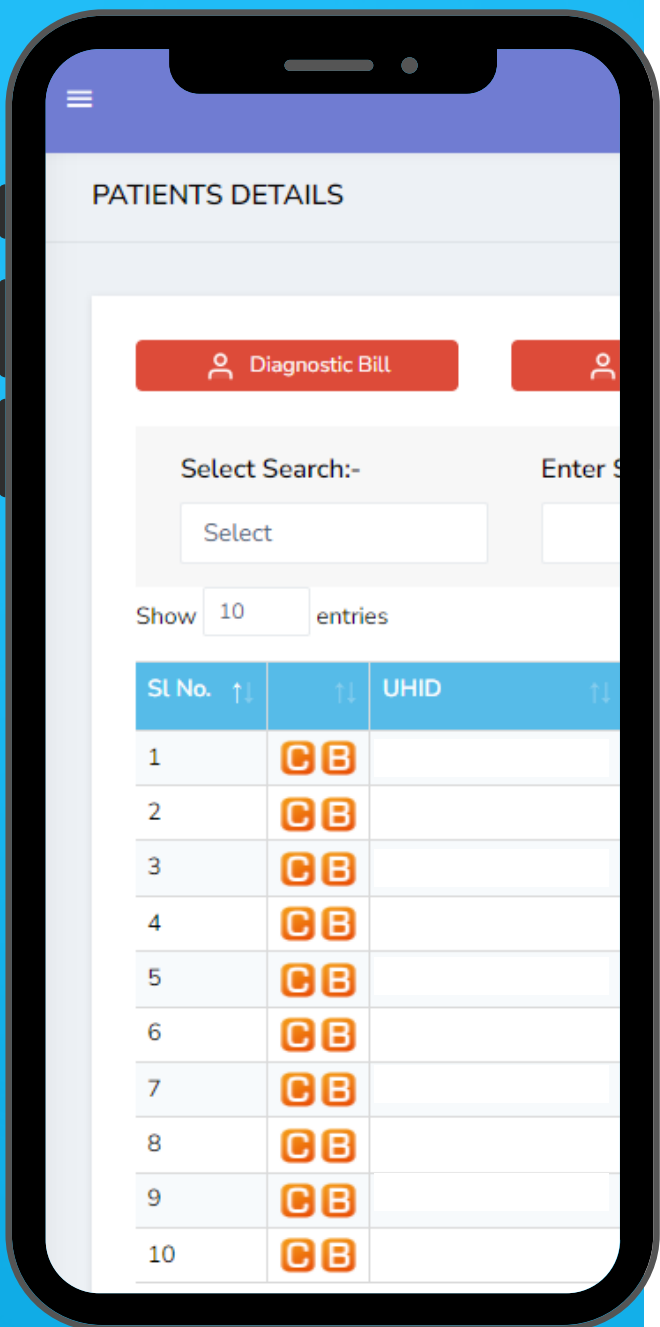 PATIENTS DETAILS
Diagnostic Bill
Select Search:- Enter
Select
Show 10 entries
Sl No. UHID
1 C B
2 C B
3 C B
4 C B
5 C B
6 C B
7 C B
8 C B
9 C B
10 C B